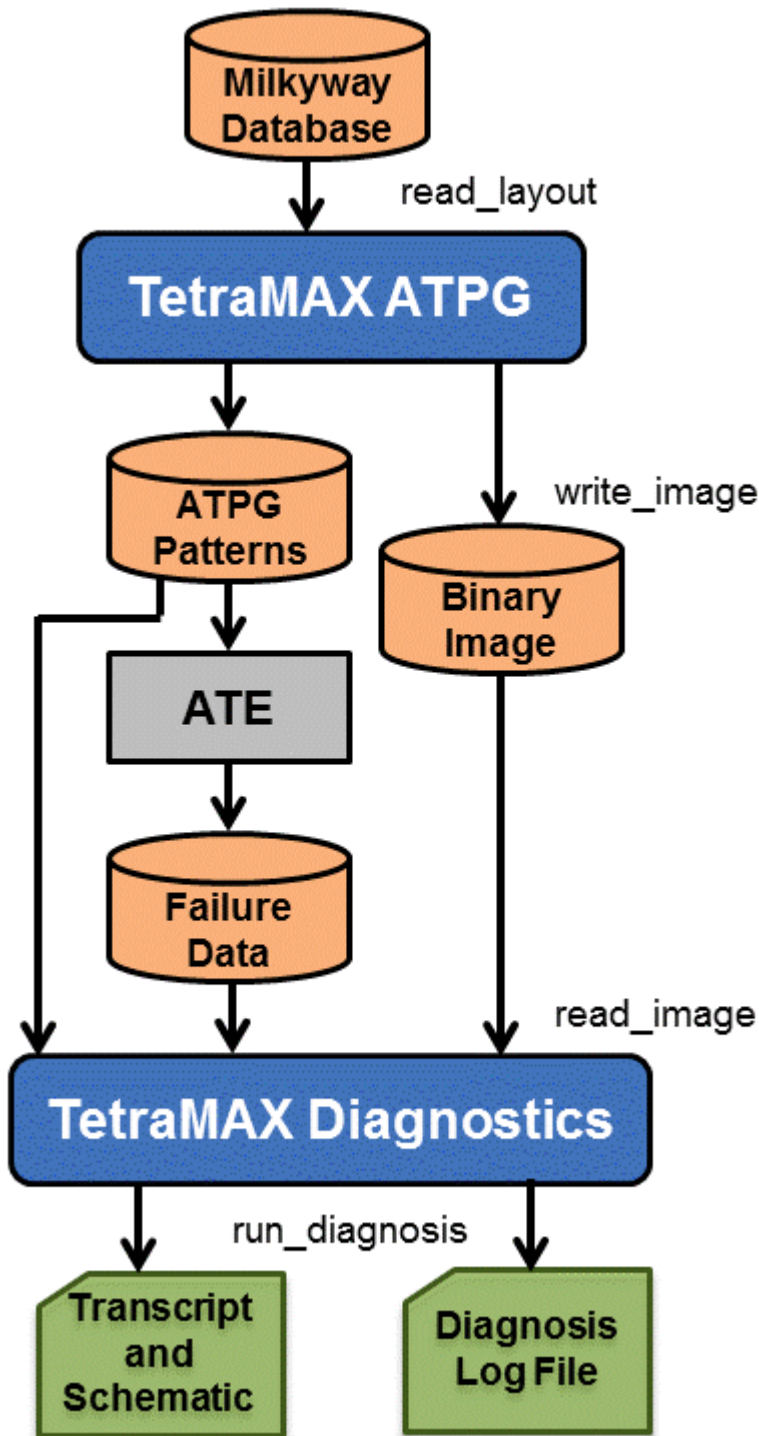 Milkyway
Database
read_layout
TetraMAX ATPG
ATPG
Patterns
write_image
Binary
Image
ATE
Failure
Data
read_image
TetraMAX Diagnostics
run_diagnosis
Transcript
and
Schematic
Diagnosis
Log File